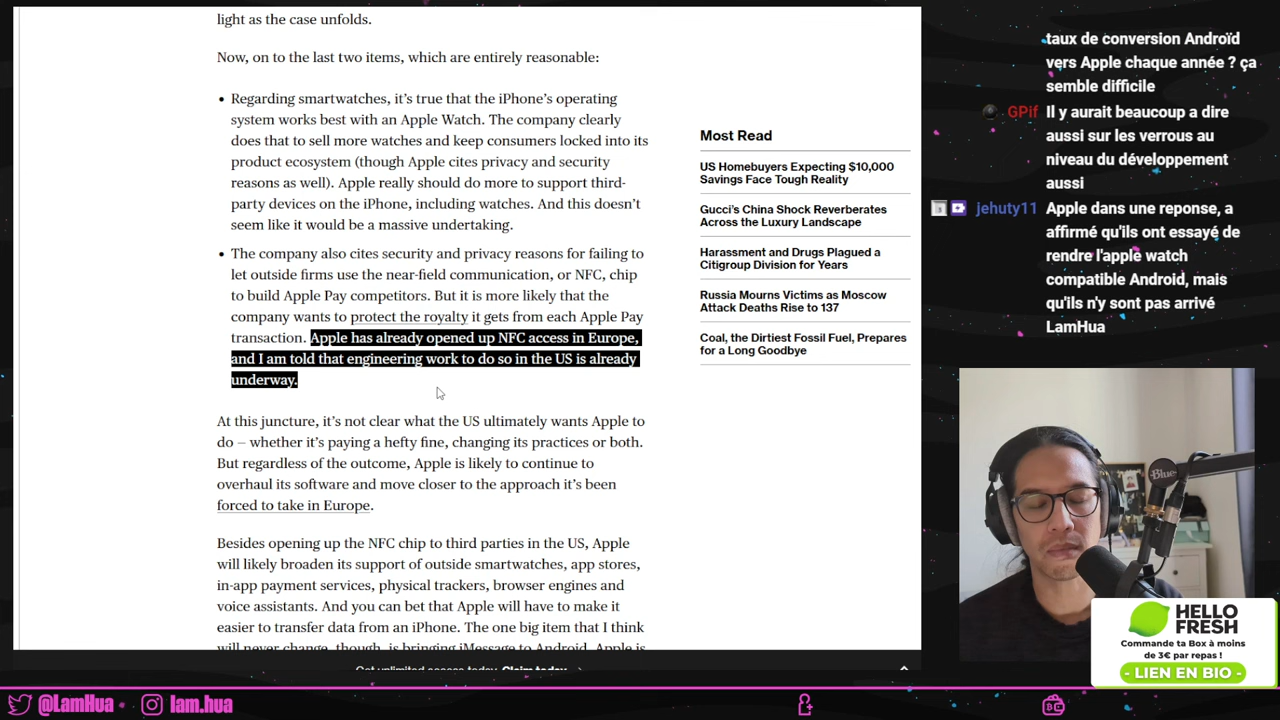 light as the case unfolds.
Now, on to the last two items, which are entirely reasonable:
• Regarding smartwatches, it's true that the iPhone's operating
system works best with an Apple Watch. The company clearly
does that to sell more watches and keep consumers locked into its
product ecosystem (though Apple cites privacy and security
reasons as well). Apple really should do more to support third-
party devices on the iPhone, including watches. And this doesn't
seem like it would be a massive undertaking.
• The company also cites security and privacy reasons for failing to
let outside firms use the near-field communication, or NFC, chip
to build Apple Pay competitors. But it is more likely that the
company wants to protect the royalty it gets from each Apple Pay
transaction. Apple has already opened up NFC access in Europe,
and I am told that engineering work to do so in the US is already
underway.
At this juncture, it's not clear what the US ultimately wants Apple to
do — whether it's paying a hefty fine, changing its practices or both.
But regardless of the outcome, Apple is likely to continue to
overhaul its software and move closer to the approach it's been
forced to take in Europe.
Besides opening up the NFC chip to third parties in the US, Apple
will likely broaden its support of outside smartwatches, app stores,
in-app payment services, physical trackers, browser engines and
voice assistants. And you can bet that Apple will have to make it
easier to transfer data from an iPhone. The one big item that I think
will never change, though, is bringing iMessage to Android. Apple is
Get unlimited access today. Claim today
Most Read
US Homebuyers Expecting $10,000
Savings Face Tough Reality
Gucci's China Shock Reverberates
Across the Luxury Landscape
Harassment and Drugs Plagued a
Citigroup Division for Years
Russia Mourns Victims as Moscow
Attack Deaths Rise to 137
Coal, the Dirtiest Fossil Fuel, Prepares
for a Long Goodbye
taux de conversion Androïd
vers Apple chaque année ? ça
semble difficile
GPif Il y aurait beaucoup a dire
aussi sur les verrous au
niveau du développement
aussi
jehuty11 Apple dans une reponse, a
affirmé qu'ils ont essayé de
rendre l'apple watch
compatible Android, mais
qu'ils n'y sont pas arrivé
LamHua
Blue
HELLO
FRESH
Commande ta Box à moins
de 3€ par repas !
- LIEN EN BIO -
@LamHua
lam.hua